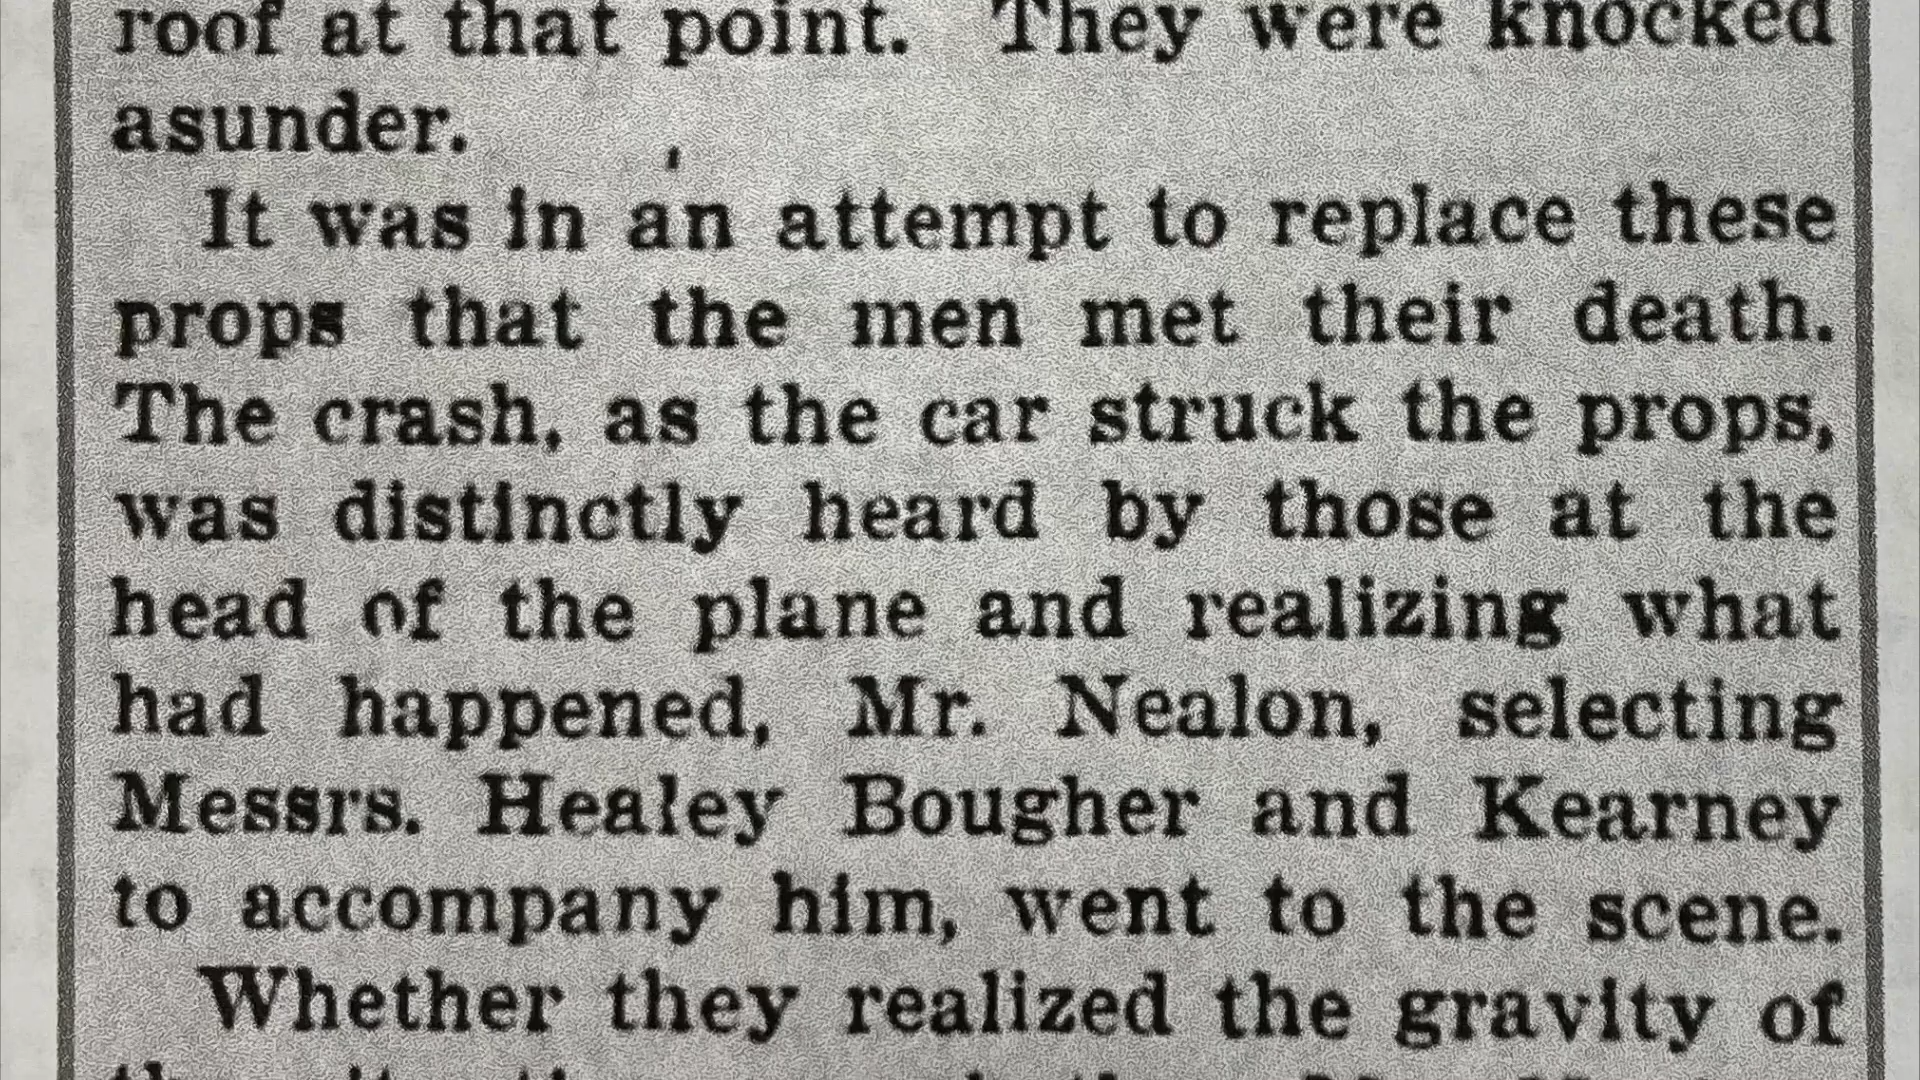 roof at that point. They were knocked
asunder.
It was in an attempt to replace these
props that the men met their death.
The crash, as the car struck the props,
was distinctly heard by those at the
head of the plane and realizing what
had happened, Mr. Nealon, selecting
Messrs. Healey Bougher and Kearney
to accompany him, went to the scene.
Whether they realized the gravity of